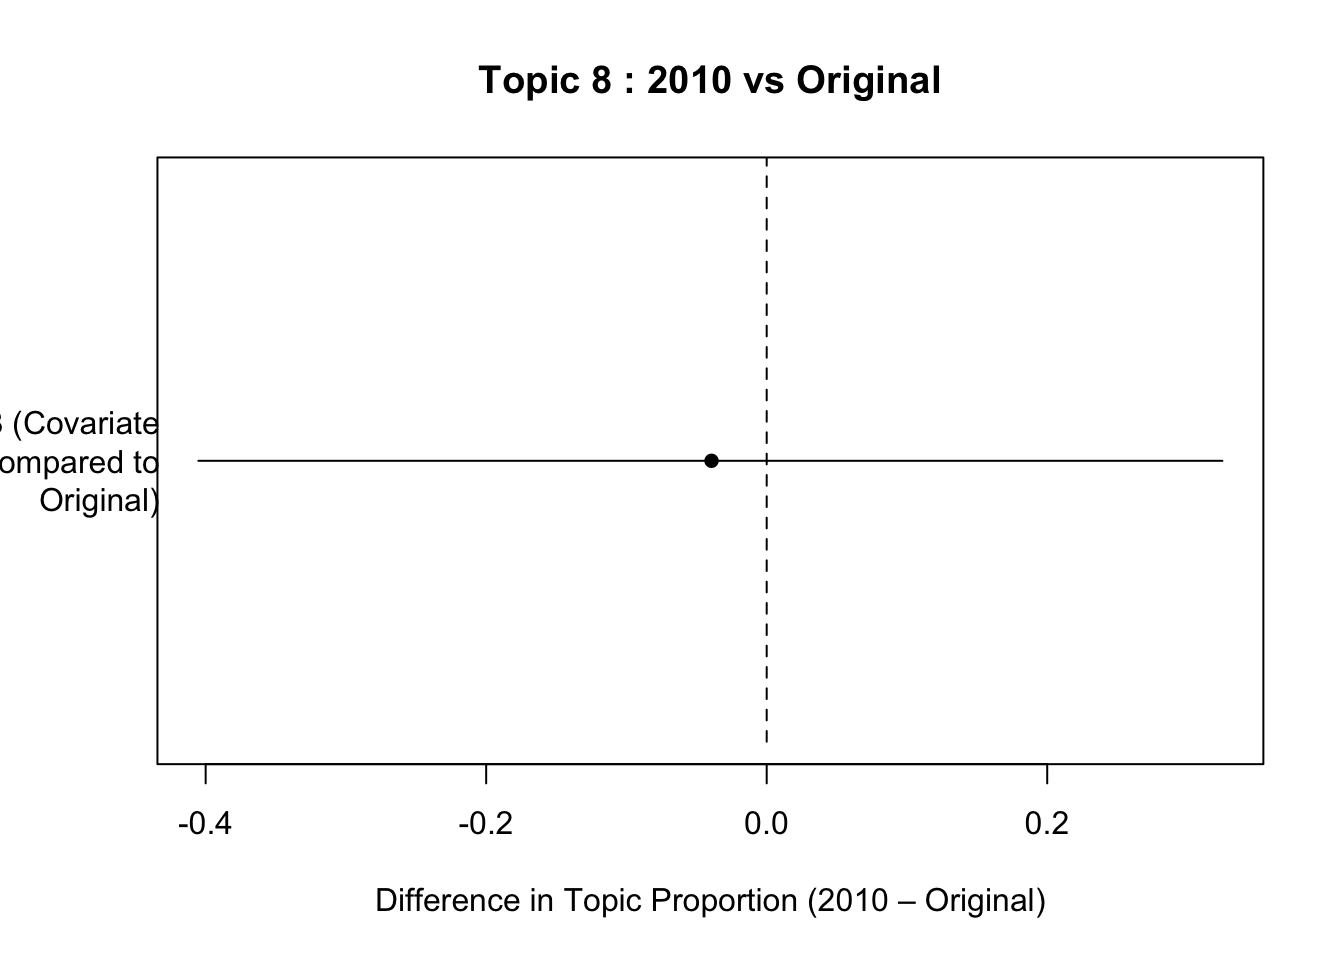 Topic 8 : 2010 vs Original
(Covariate
to
Original)
-0.4 -0.2 0.0 0.2
Difference in Topic Proportion (2010 – Original)